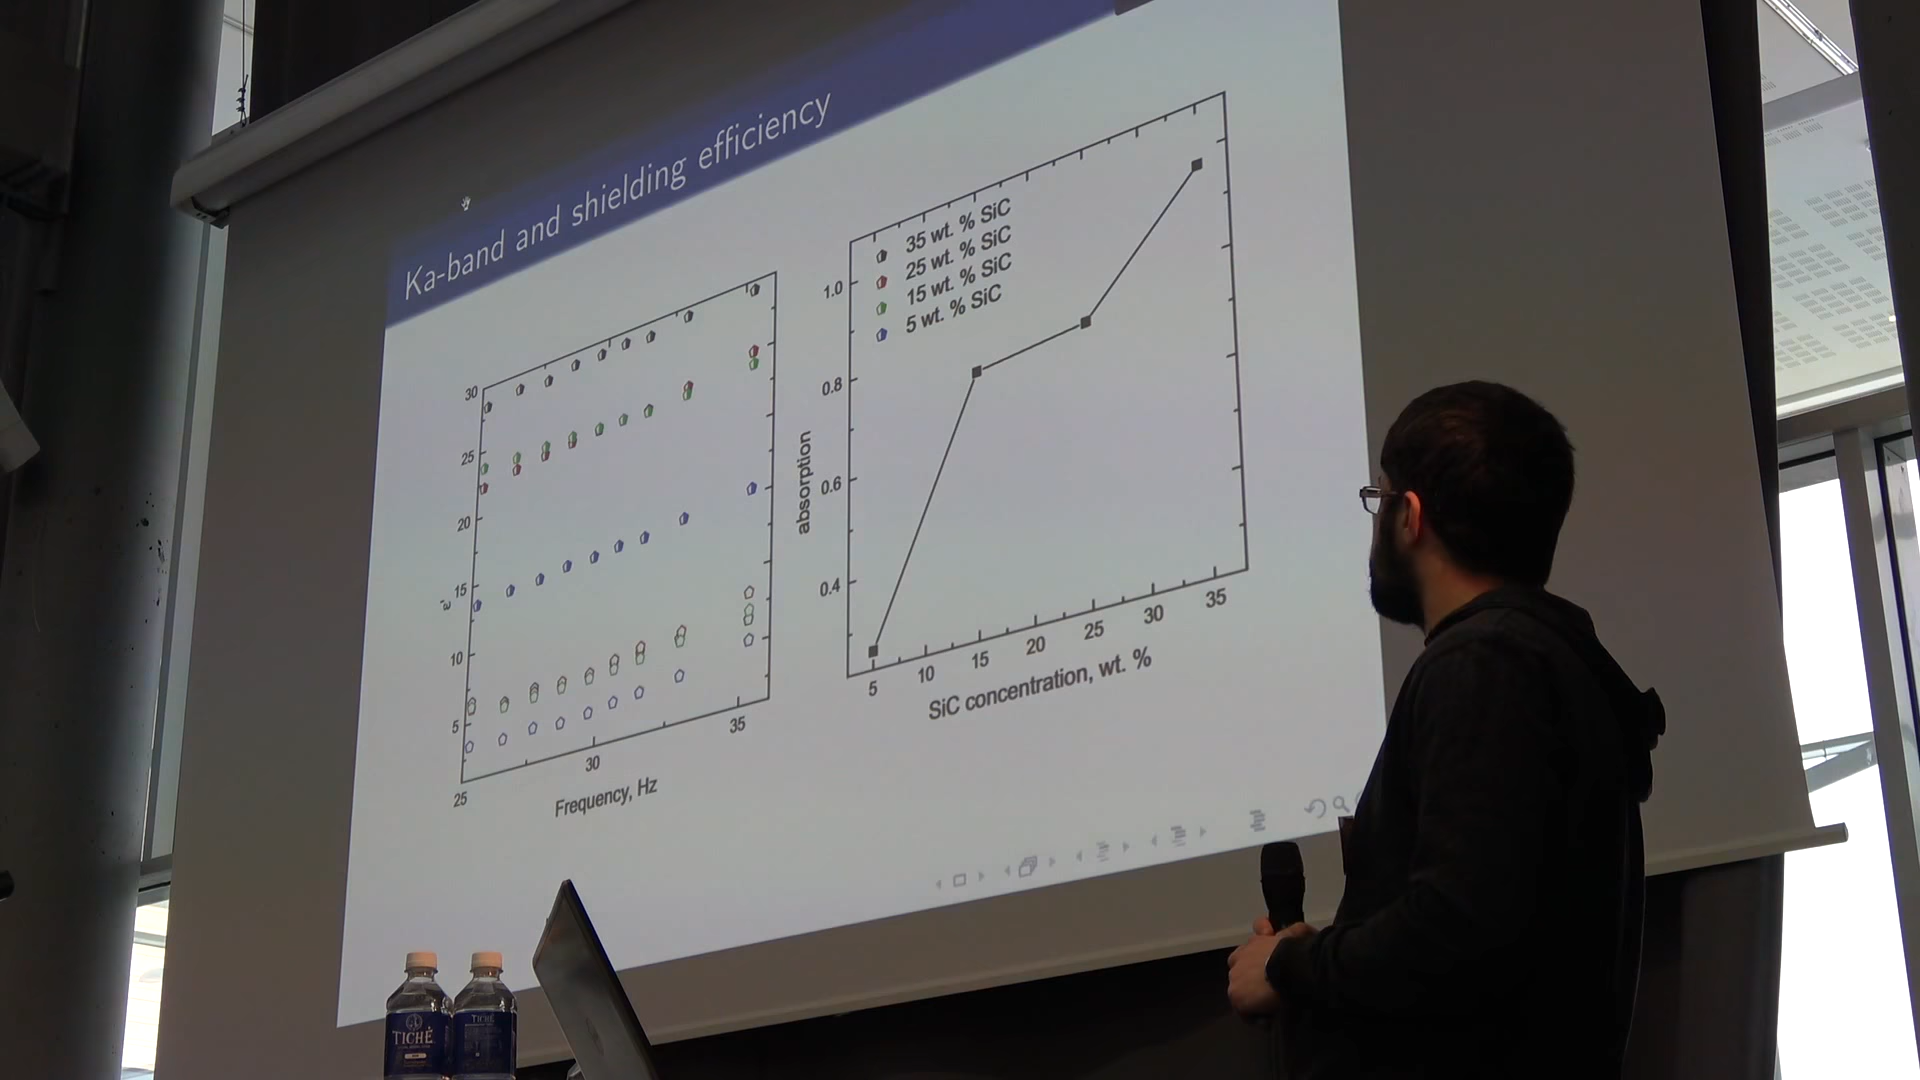 Ka-band and shielding efficiency
30
25
20
15
10
5
ε'
25
30
35
Frequency, Hz
35 wt. % SiC
25 wt. % SiC
15 wt. % SiC
5 wt. % SiC
1.0
0.8
0.6
0.4
absorption
5
10
15
20
25
30
35
SiC concentration, wt. %
TICHÉ
TICHÉ